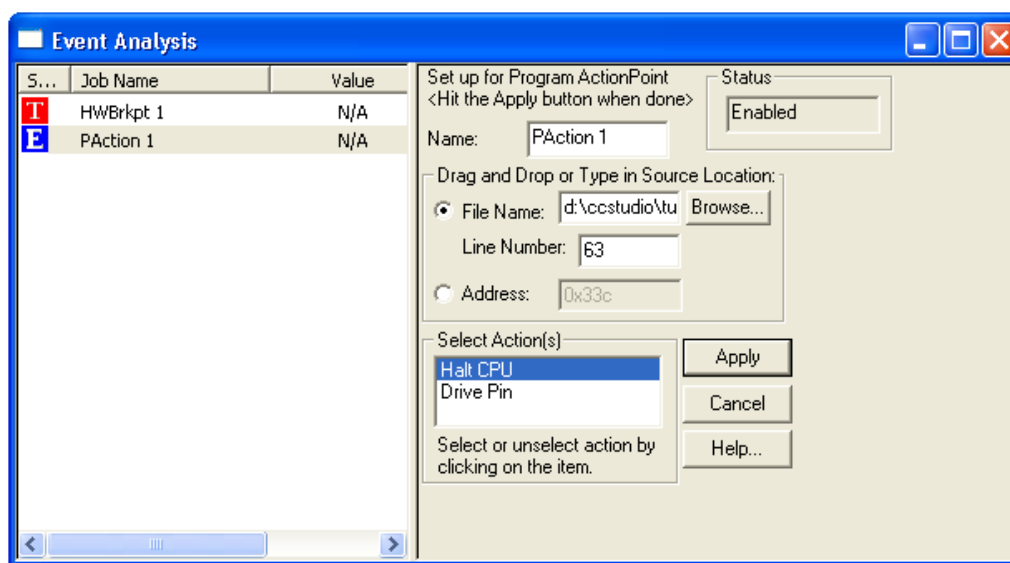 Event Analysis
S... Job Name Value
T HWBrkpt 1 N/A
E PAction 1 N/A
Set up for Program ActionPoint
<Hit the Apply button when done>
Name: PAction 1
Status
Enabled
Drag and Drop or Type in Source Location:
File Name: d:\ccstudio\tu Browse...
Line Number: 63
Address: 0x33c
Select Action(s)
Halt CPU
Drive Pin
Select or unselect action by
clicking on the item.
Apply
Cancel
Help...